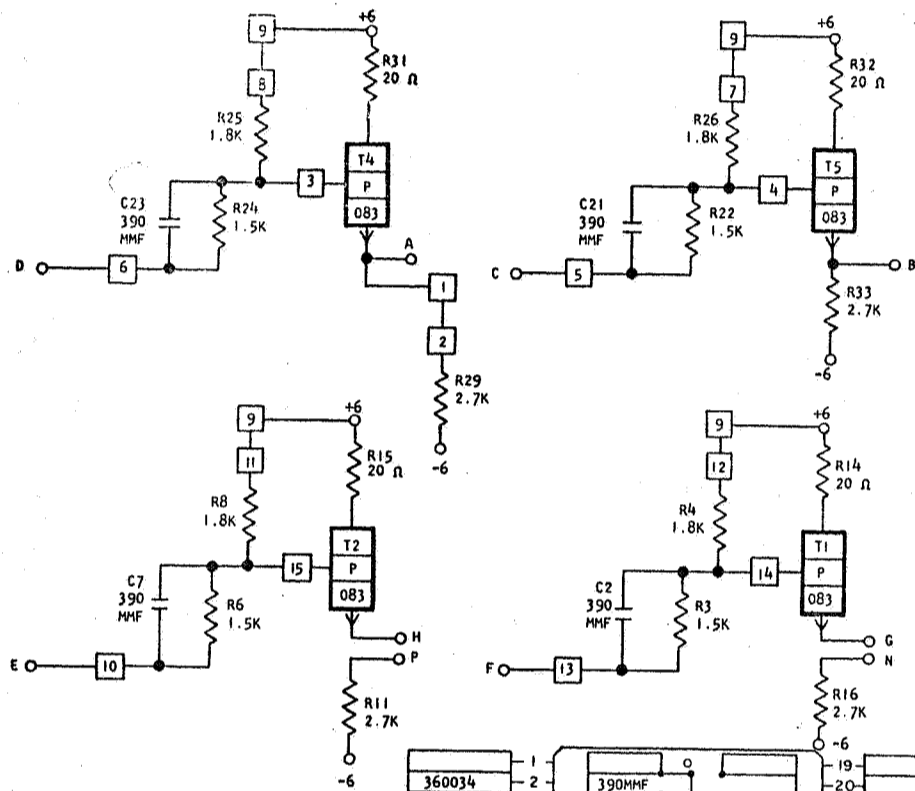 9 +6
8
R31
20 Ω
R25
1.8K
T4
P
083
3
C23
390
MMF
R24
1.5K
A
D 6
1
2
R29
2.7K
-6
9 +6
7
R32
20 Ω
R26
1.8K
T5
P
083
4
C21
390
MMF
R22
1.5K
C 5
B
R33
2.7K
-6
9 +6
11
R15
20 Ω
R8
1.8K
T2
P
083
15
C7
390
MMF
R6
1.5K
H
E 10
P
R11
2.7K
-6
9 +6
12
R14
20 Ω
R4
1.8K
T1
P
083
14
C2
390
MMF
R3
1.5K
G
F 13
N
R16
2.7K
-6
1
360034 2
390MMF
19
20